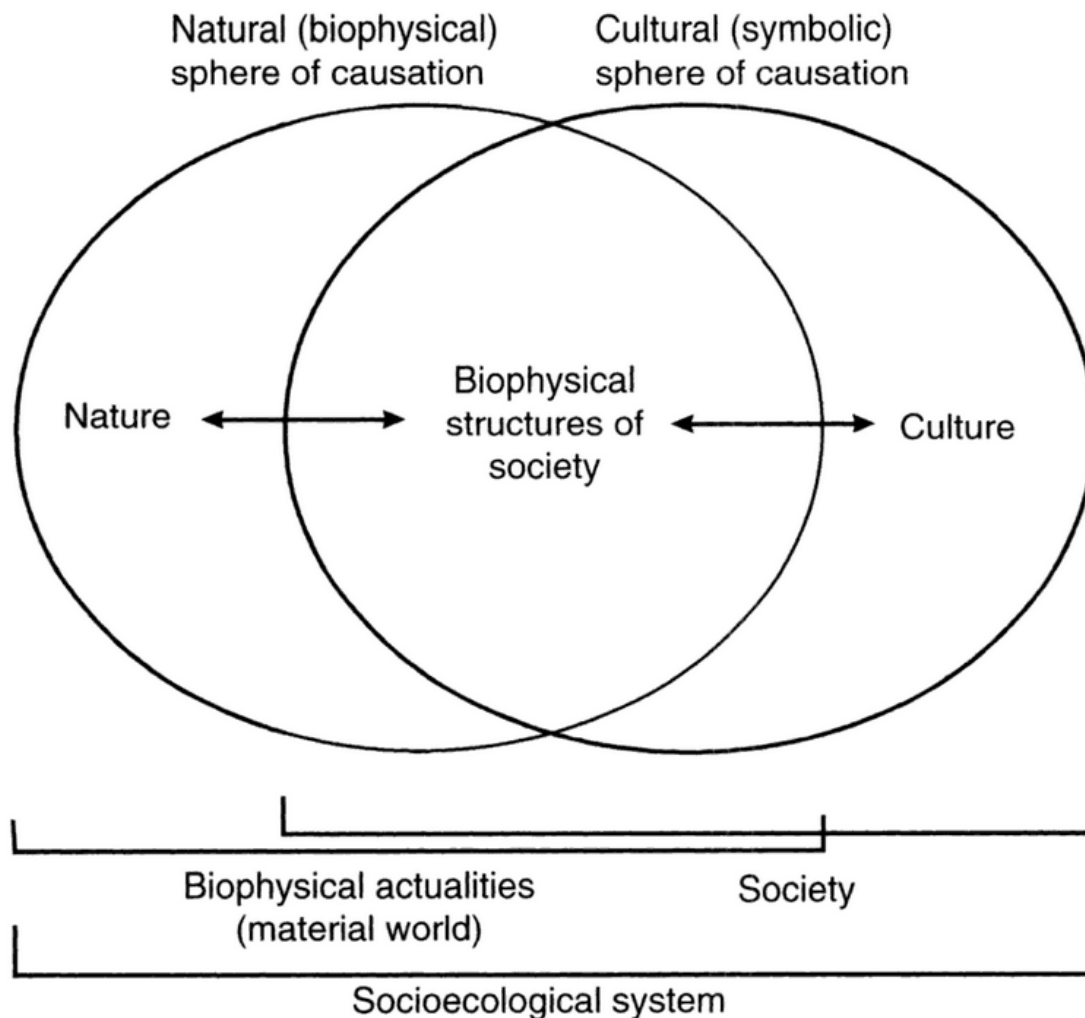 Natural (biophysical)
sphere of causation
Cultural (symbolic)
sphere of causation
Nature
Biophysical
structures of
society
Culture
Biophysical actualities
(material world)
Society
Socioecological system